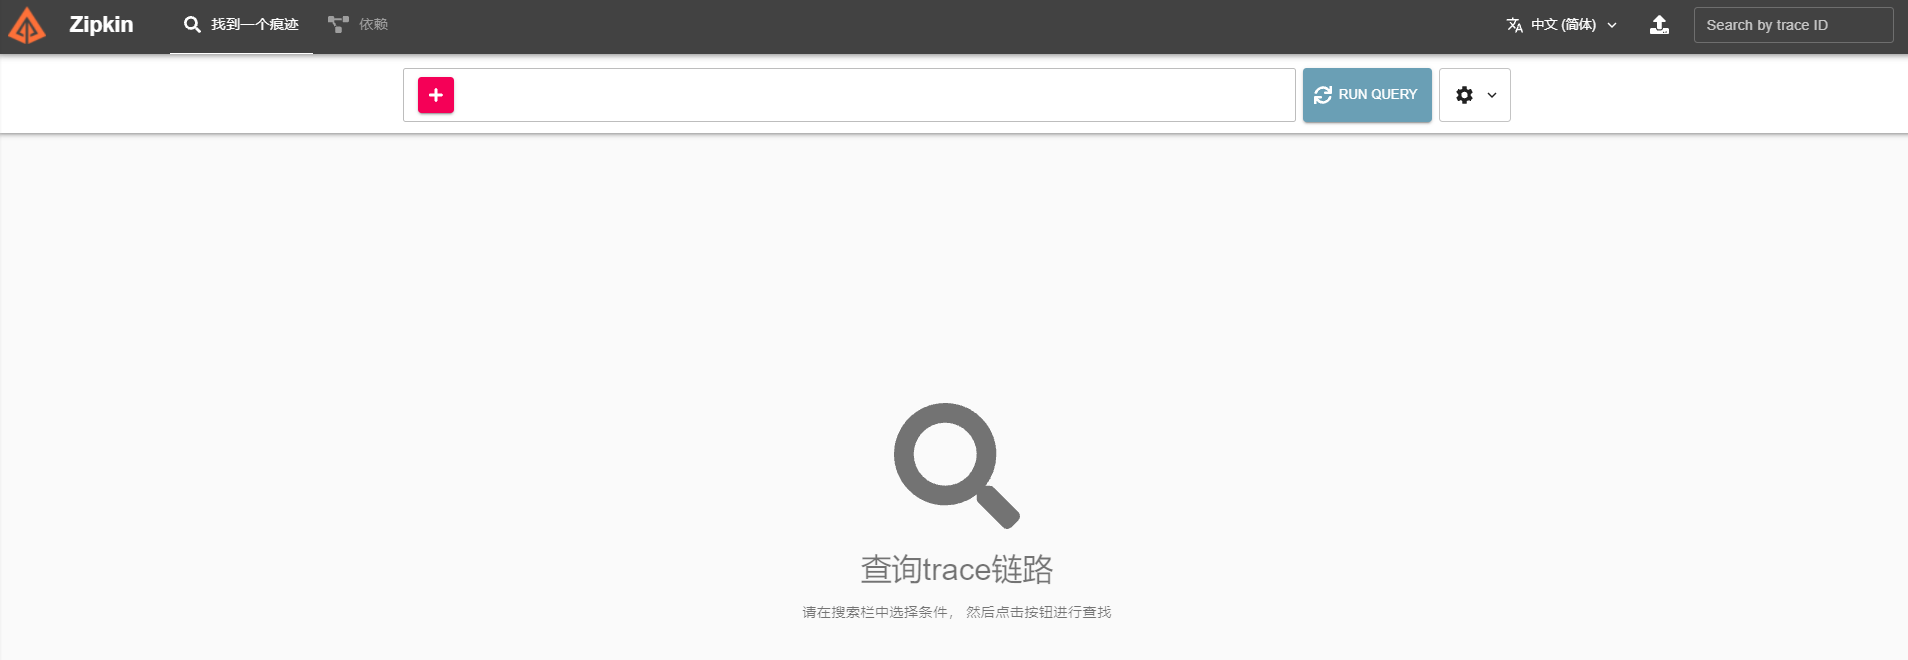 Zipkin 找到一个痕迹 依赖 中文 (简体) Search by trace ID
RUN QUERY
查询trace链路
请在搜索栏中选择条件， 然后点击按钮进行查找